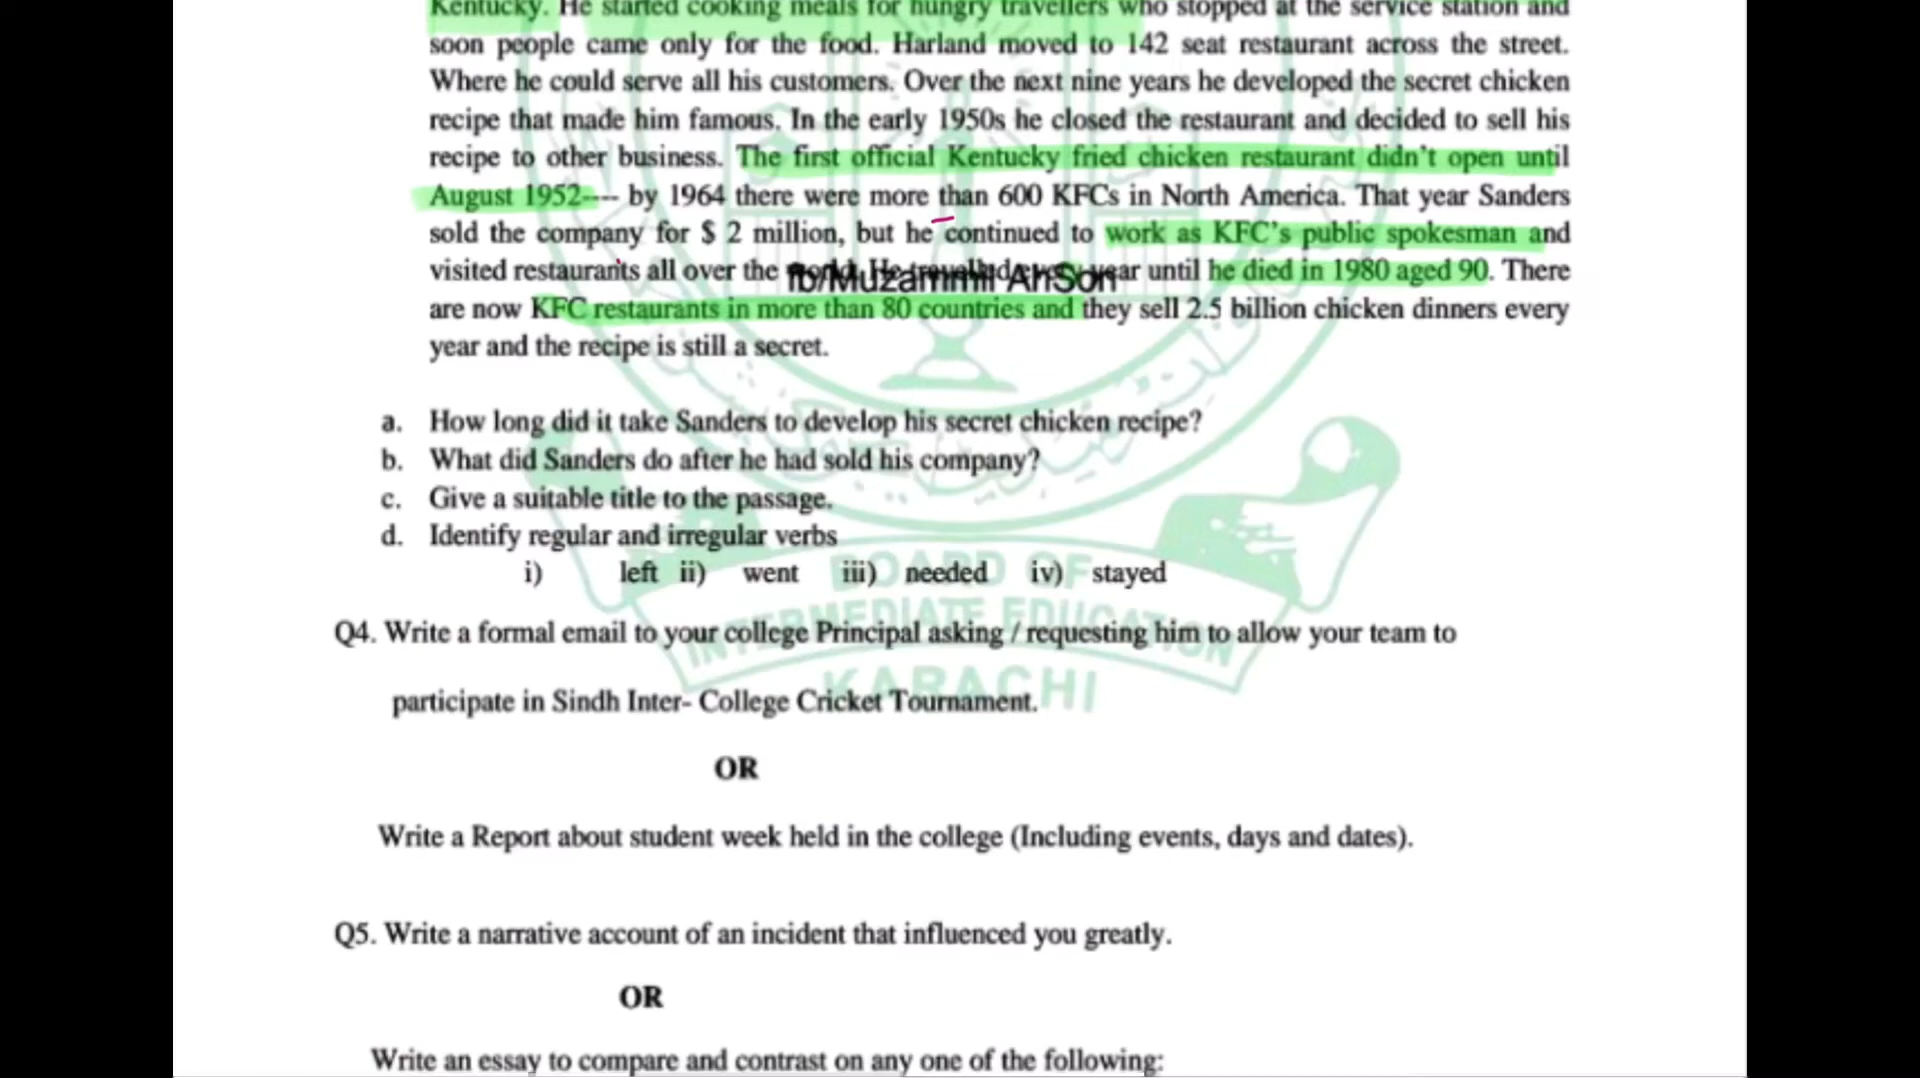 Kentucky. He started cooking meals for hungry travellers who stopped at the service station and
soon people came only for the food. Harland moved to 142 seat restaurant across the street.
Where he could serve all his customers. Over the next nine years he developed the secret chicken
recipe that made him famous. In the early 1950s he closed the restaurant and decided to sell his
recipe to other business. The first official Kentucky fried chicken restaurant didn't open until
August 1952---- by 1964 there were more than 600 KFCs in North America. That year Sanders
sold the company for $ 2 million, but he continued to work as KFC's public spokesman and
visited restaurants all over the world. He travelled every year until he died in 1980 aged 90. There
fb/Muzammil AhSon
are now KFC restaurants in more than 80 countries and they sell 2.5 billion chicken dinners every
year and the recipe is still a secret.
a. How long did it take Sanders to develop his secret chicken recipe?
b. What did Sanders do after he had sold his company?
c. Give a suitable title to the passage.
d. Identify regular and irregular verbs
i) left ii) went iii) needed iv) stayed
BOARD OF
INTERMEDIATE EDUCATION
KARACHI
Q4. Write a formal email to your college Principal asking / requesting him to allow your team to
participate in Sindh Inter- College Cricket Tournament.
OR
Write a Report about student week held in the college (Including events, days and dates).
Q5. Write a narrative account of an incident that influenced you greatly.
OR
Write an essay to compare and contrast on any one of the following: